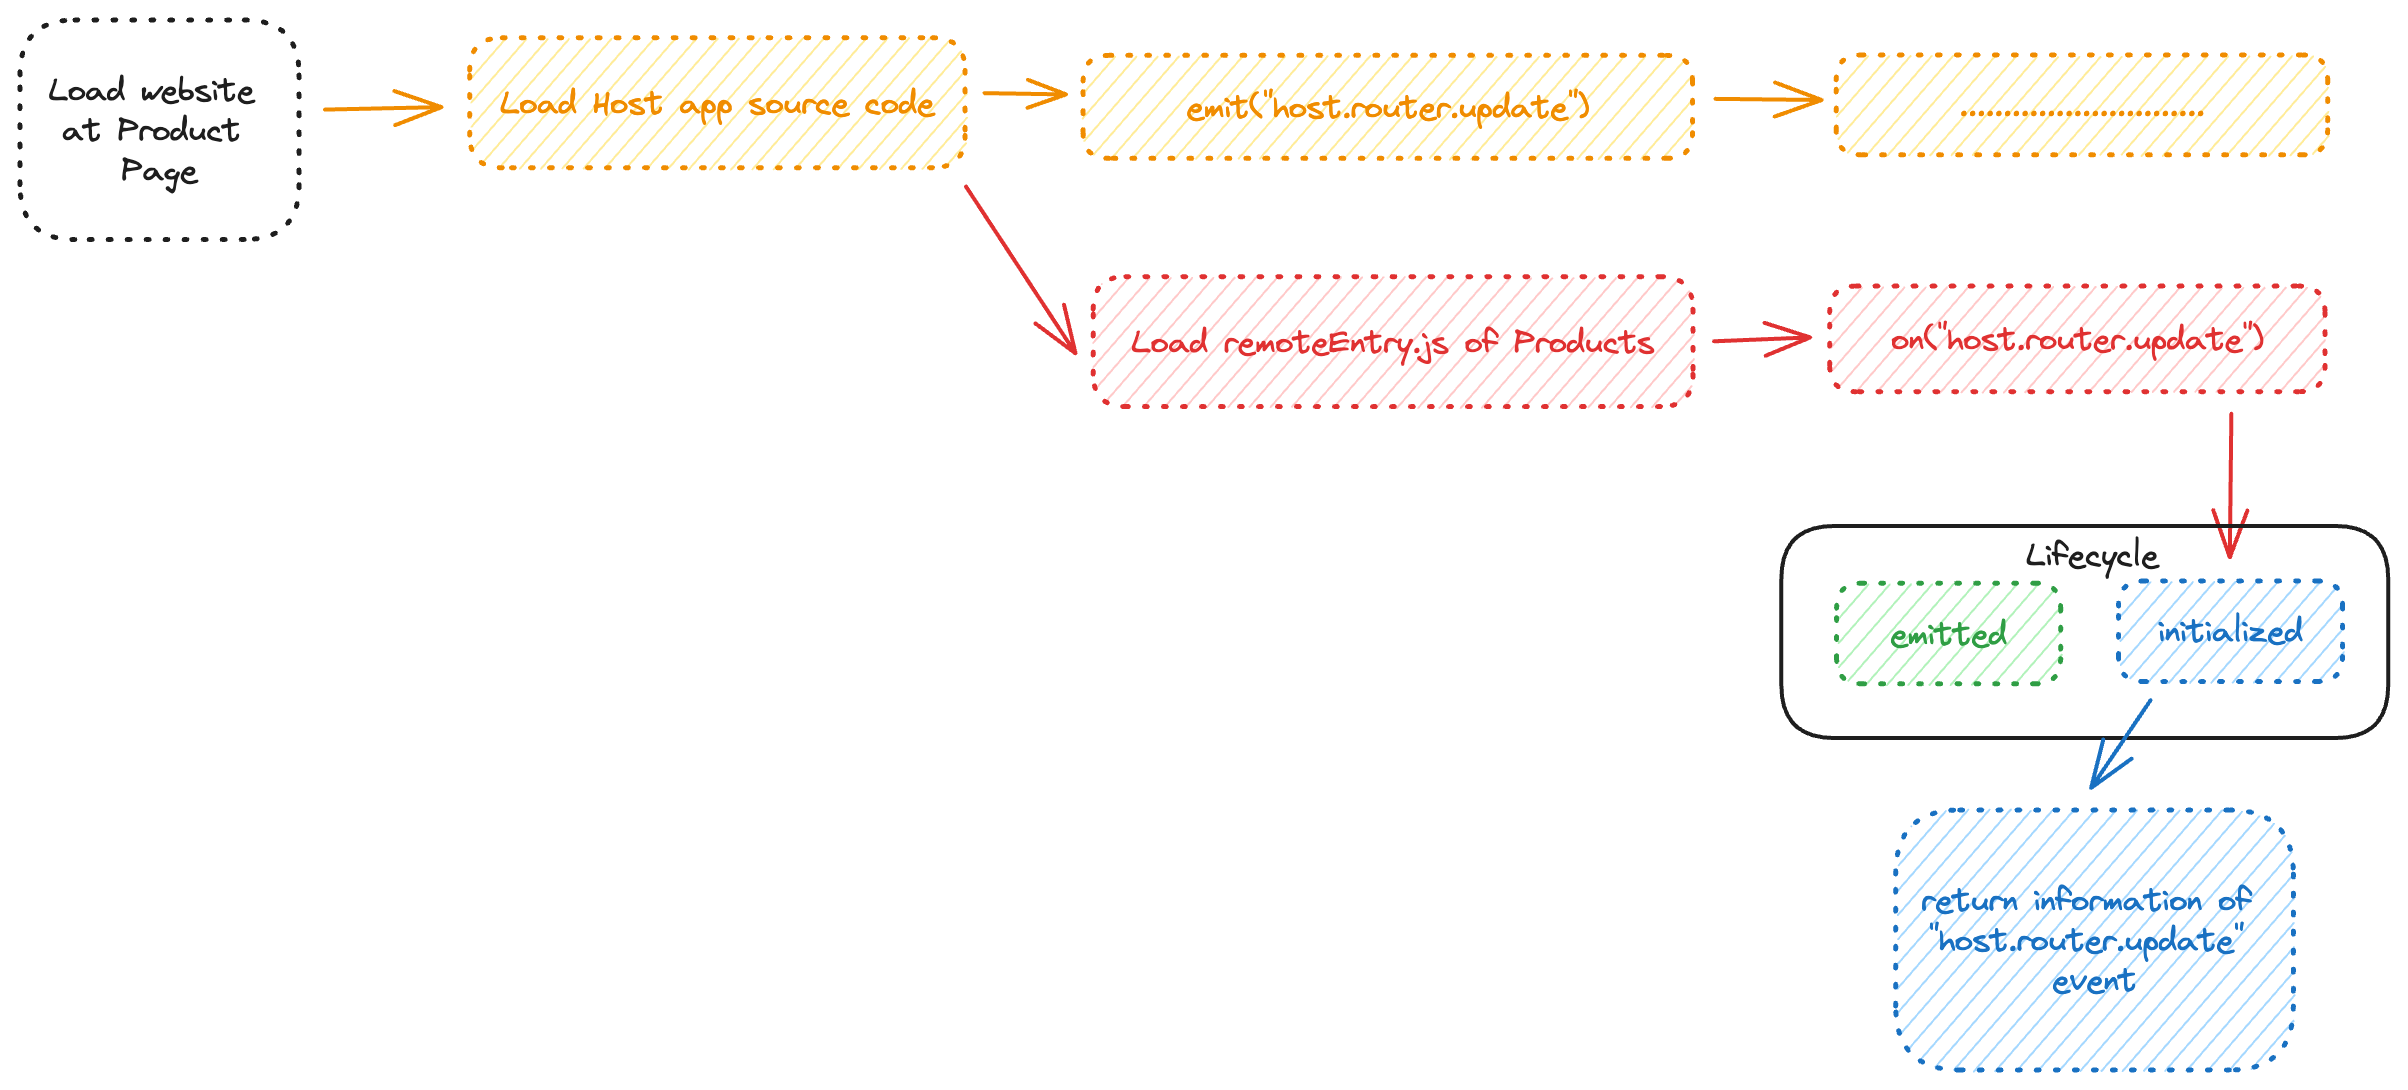 Load website
at Product
Page
Load Host app source code
emit("host.router.update")
Load remoteEntry.js of Products
on("host.router.update")
Lifecycle
emitted
initialized
return information of
"host.router.update"
event